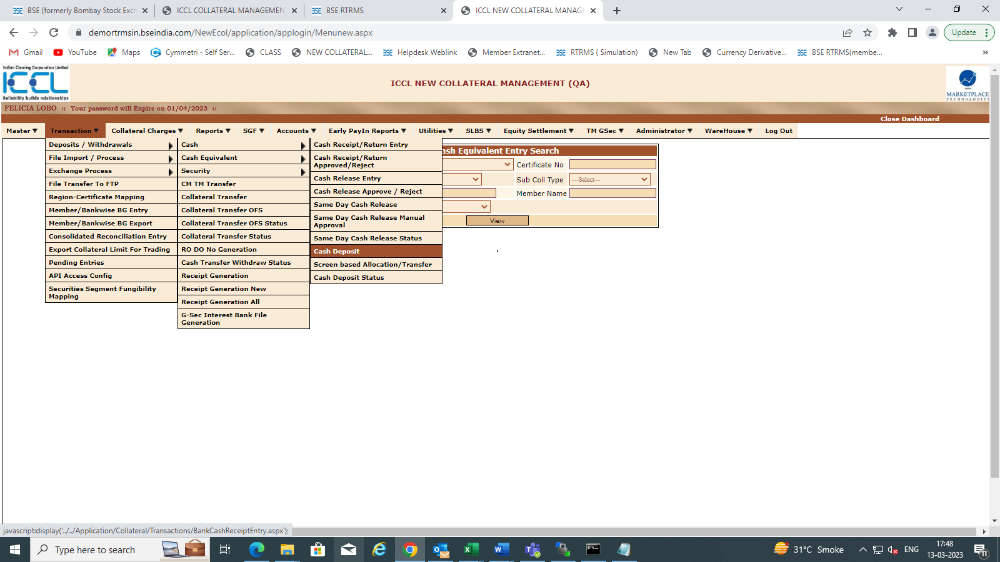 BSE (formerly Bombay Stock Exch
ICCL COLLATERAL MANAGEMENT
BSE RTRMS
ICCL NEW COLLATERAL MANAGE
demortrmsin.bseindia.com/NewEcol/application/applogin/Menunew.aspx
Update
Gmail
YouTube
Maps
Cymmetri - Self Ser...
CLASS
NEW COLLATERAL...
Helpdesk Weblink
Member Extranet...
RTRMS ( Simulation)
New Tab
Currency Derivative...
BSE RTRMS(membe...
Indian Clearing Corporation Limited
ICCL
Reliability builds relationships
ICCL NEW COLLATERAL MANAGEMENT (QA)
MARKETPLACE
TECHNOLOGIES
FELICIA LOBO :: Your password will Expire on 01/04/2023 ::
Close Dashboard
Master
Transaction
Collateral Charges
Reports
SGF
Accounts
Early PayIn Reports
Utilities
SLBS
Equity Settlement
TM GSec
Administrator
WareHouse
Log Out
Deposits / Withdrawals
File Import / Process
Exchange Process
File Transfer To FTP
Region-Certificate Mapping
Member/Bankwise BG Entry
Member/Bankwise BG Export
Consolidated Reconciliation Entry
Export Collateral Limit For Trading
Pending Entries
API Access Config
Securities Segment Fungibility
Mapping
Cash
Cash Equivalent
Security
CM TM Transfer
Collateral Transfer
Collateral Transfer OFS
Collateral Transfer OFS Status
Collateral Transfer Status
RO DO No Generation
Cash Transfer Withdraw Status
Receipt Generation
Receipt Generation New
Receipt Generation All
G-Sec Interest Bank File
Generation
Cash Receipt/Return Entry
Cash Receipt/Return
Approved/Reject
Cash Release Entry
Cash Release Approve / Reject
Same Day Cash Release
Same Day Cash Release Manual
Approval
Same Day Cash Release Status
Cash Deposit
Screen based Allocation/Transfer
Cash Deposit Status
ash Equivalent Entry Search
Certificate No
Sub Coll Type
---Select---
Member Name
View
javascript:display('../../Application/Collateral/Transactions/BankCashReceiptEntry.aspx');
Type here to search
31°C Smoke
ENG
17:48
13-03-2023
11